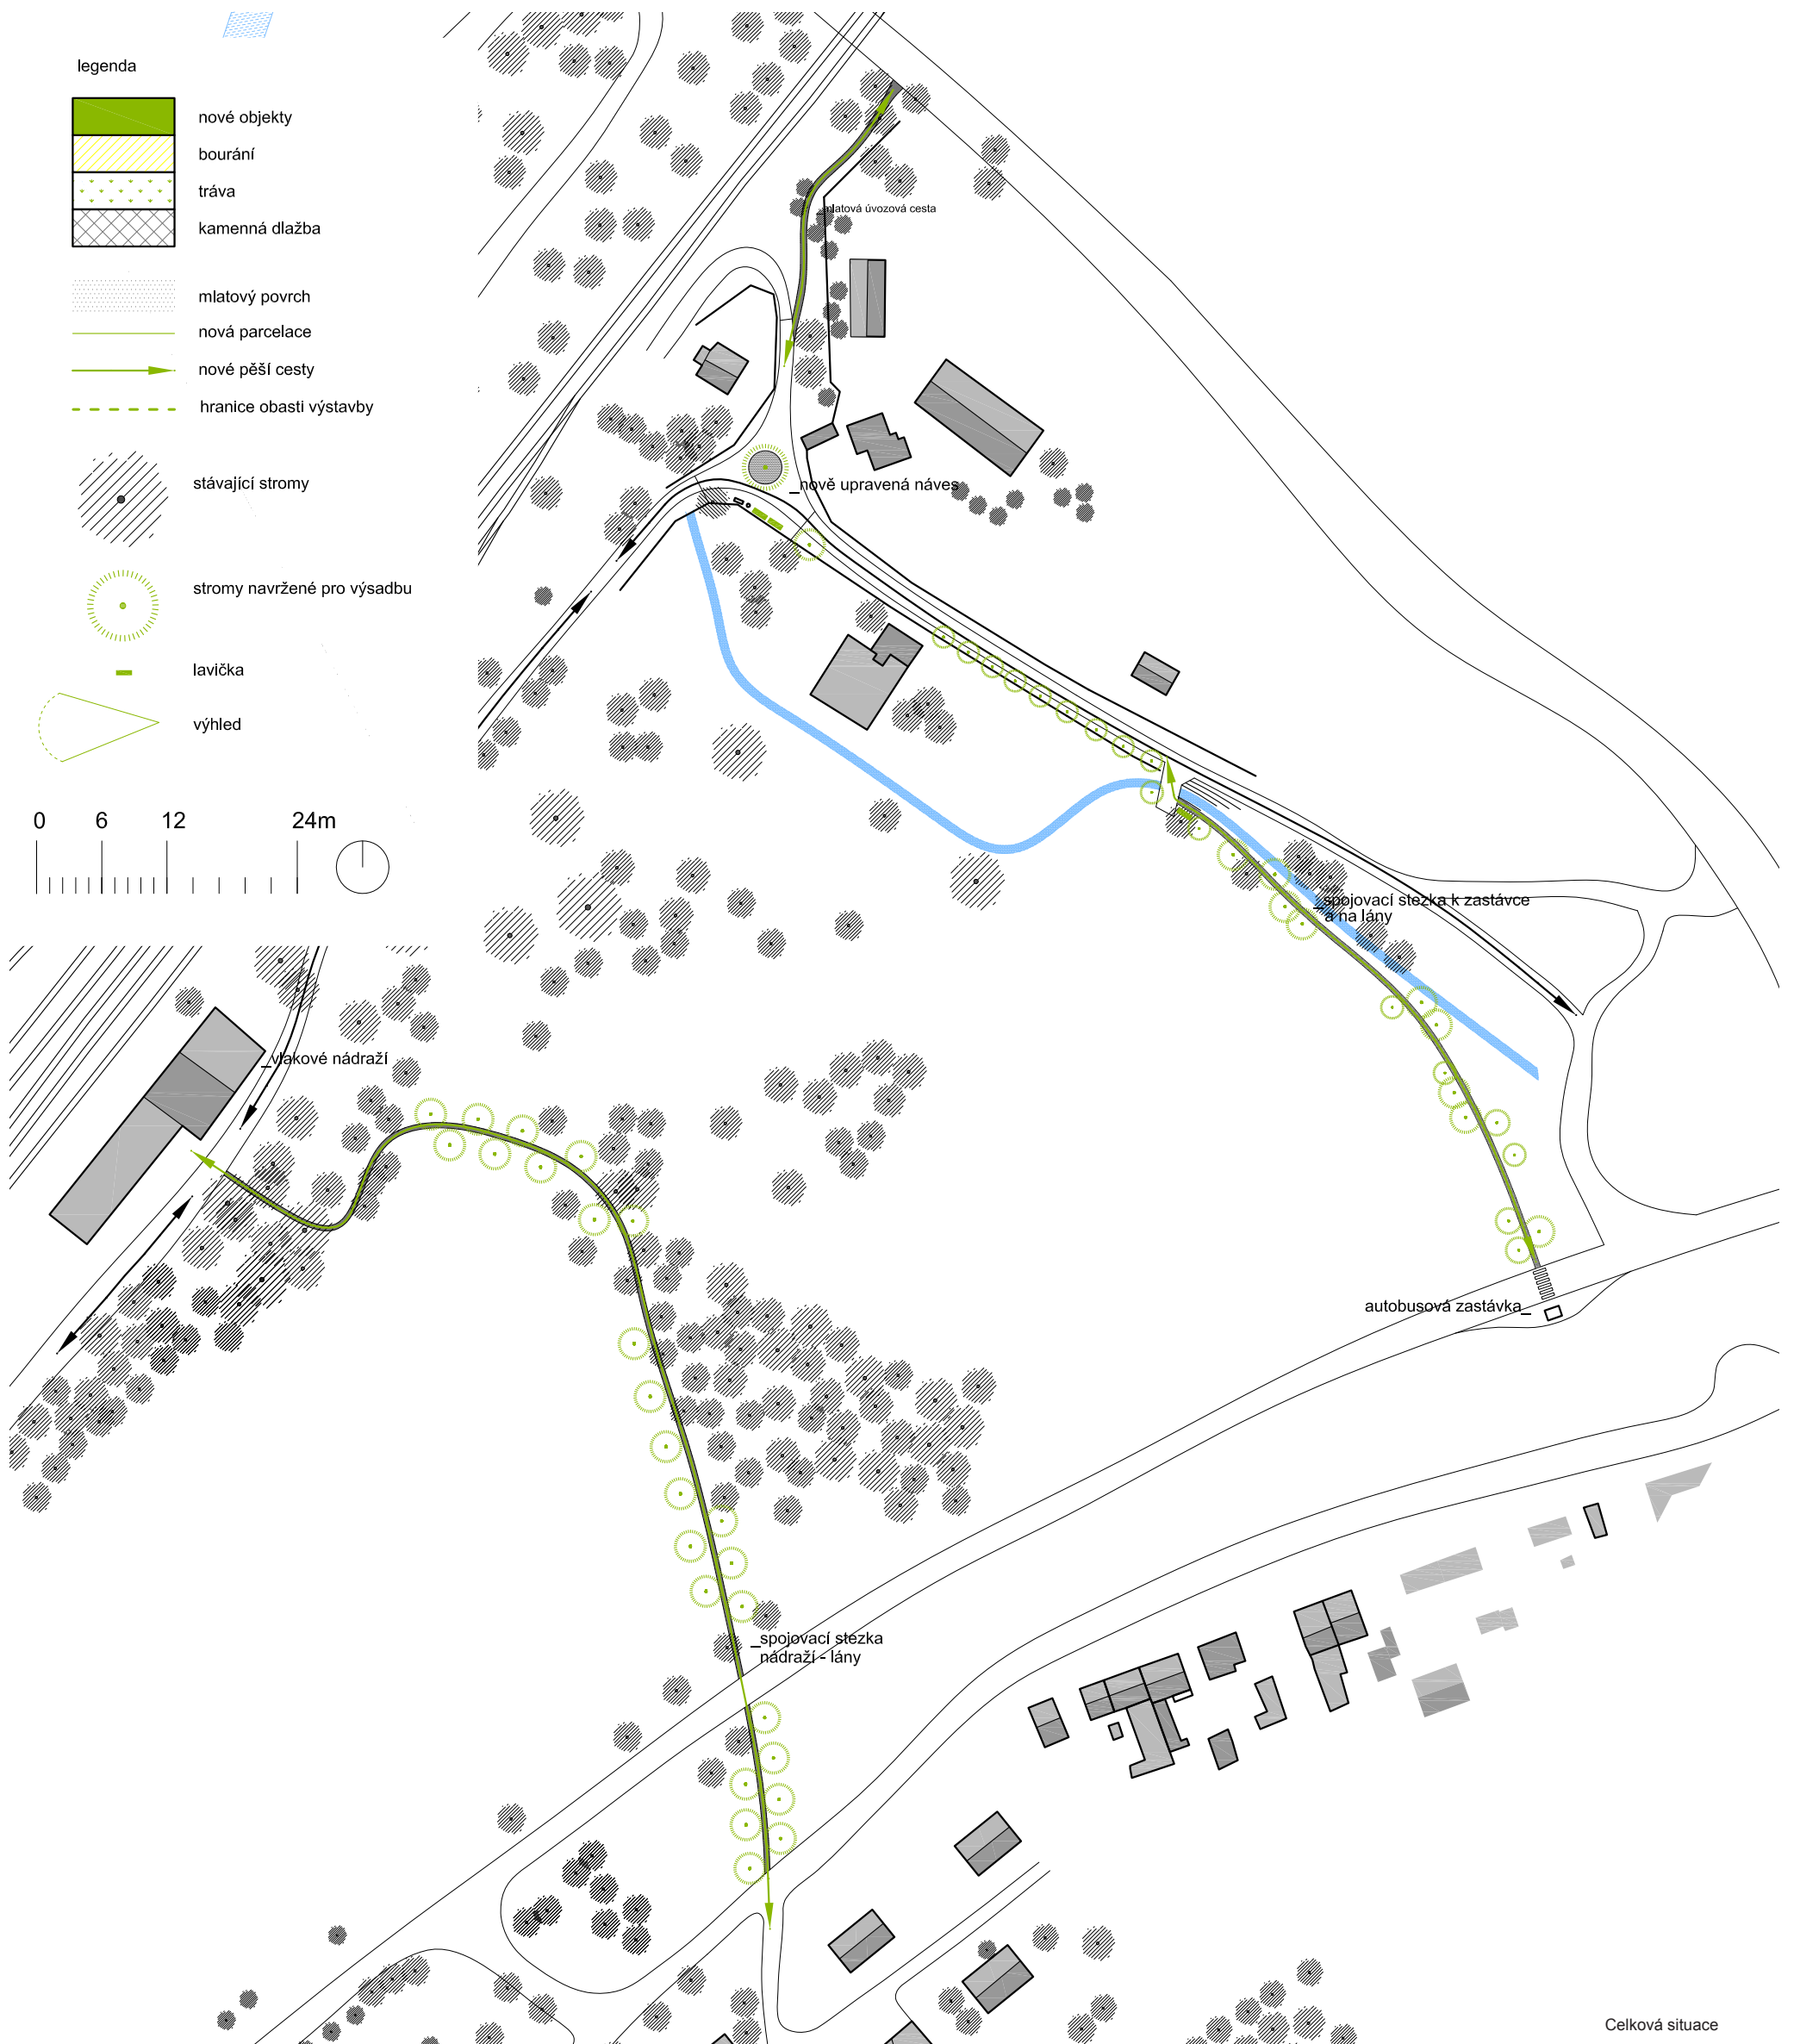 legenda
nové objekty
bourání
tráva
kamenná dlažba
mlatový povrch
nová parcelace
nové pěší cesty
hranice obasti výstavby
stávající stromy
stromy navržené pro výsadbu
lavička
výhled
0 6 12 24m
_mlatová úvozová cesta
_nově upravená náves
_spojovací stezka k zastávce
a na lány
_vlakové nádraží
autobusová zastávka_
_spojovací stezka
nádraží - lány
Celková situace